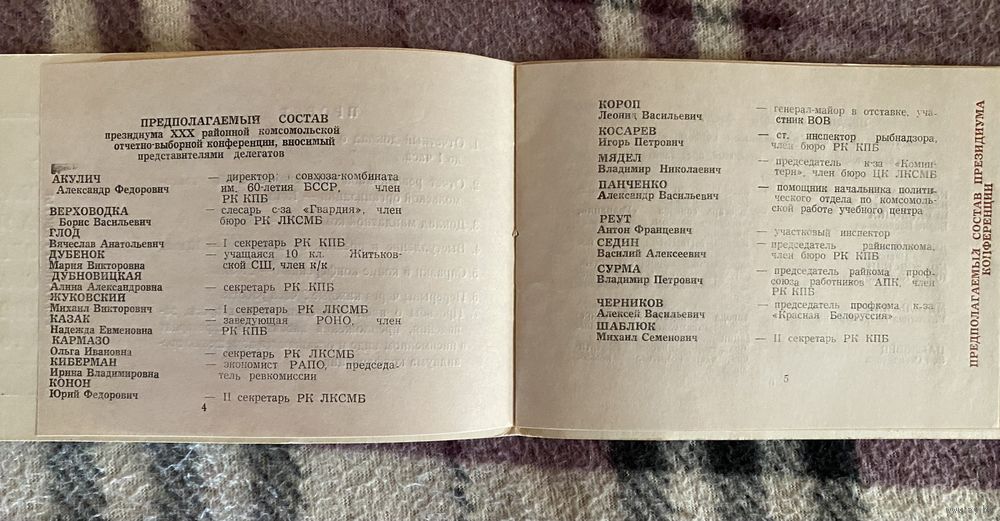 ПРЕДПОЛАГАЕМЫЙ СОСТАВ
президиума XXX районной комсомольской
отчетно-выборной конференции, вносимый
представителями делегатов
АКУЛИЧ
Александр Федорович — директор совхоза-комбината
им. 60-летия БССР, член
РК КПБ
ВЕРХОВОДКА — слесарь с-за «Гвардия», член
Борис Васильевич бюро РК ЛКСМБ
ГЛОД
Вячеслав Анатольевич — I секретарь РК КПБ
ДУБЕНОК — учащаяся 10 кл. Житьков-
Мария Викторовна ской СШ, член к/к
ДУБНОВИЦКАЯ
Алина Александровна — секретарь РК КПБ
ЖУКОВСКИЙ
Михаил Викторович — I секретарь РК ЛКСМБ
КАЗАК — заведующая РОНО, член
Надежда Евменовна РК КПБ
КАРМАЗО
Ольга Ивановна — секретарь РК ЛКСМБ
КИБЕРМАН — экономист РАПО, председа-
Ирина Владимировна тель ревкомиссии
КОНОН
Юрий Федорович — II секретарь РК ЛКСМБ
4
КОРОП — генерал-майор в отставке, уча-
Леонид Васильевич стник ВОВ
КОСАРЕВ — ст. инспектор рыбнадзора,
Игорь Петрович член бюро РК КПБ
МЯДЕЛ — председатель к-за «Комин-
Владимир Николаевич терн», член бюро ЦК ЛКСМБ
ПАНЧЕНКО — помощник начальника полити-
Александр Васильевич ческого отдела по комсомоль-
ской работе учебного центра
РЕУТ
Антон Францевич — участковый инспектор
СЕДИН — председатель райисполкома,
Василий Алексеевич член бюро РК КПБ
СУРМА — председатель райкома проф-
Владимир Петрович союза работников АПК, член
РК КПБ
ЧЕРНИКОВ — председатель профкома к-за
Алексей Васильевич «Красная Белоруссия»
ШАБЛЮК
Михаил Семенович — II секретарь РК КПБ
5
ПРЕДПОЛАГАЕМЫЙ СОСТАВ ПРЕЗИДИУМА
КОНФЕРЕНЦИИ